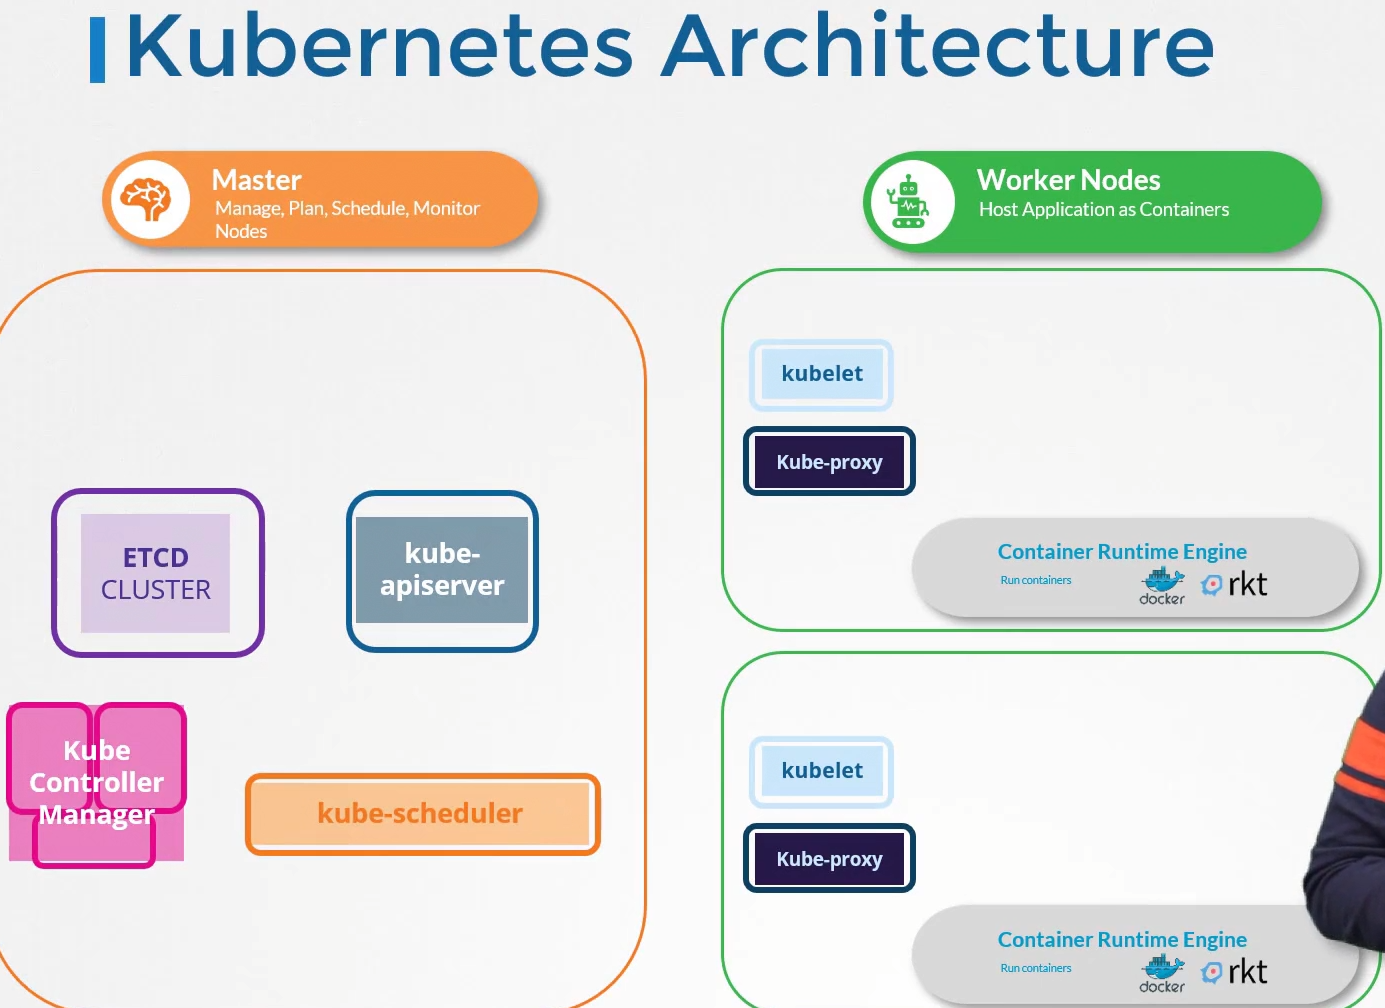 Kubernetes Architecture
Master
Manage, Plan, Schedule, Monitor
Nodes
Worker Nodes
Host Application as Containers
ETCD
CLUSTER
kube-
apiserver
Kube
Controller
Manager
kube-scheduler
kubelet
Kube-proxy
Container Runtime Engine
Run containers
docker
rkt
kubelet
Kube-proxy
Container Runtime Engine
Run containers
docker
rkt